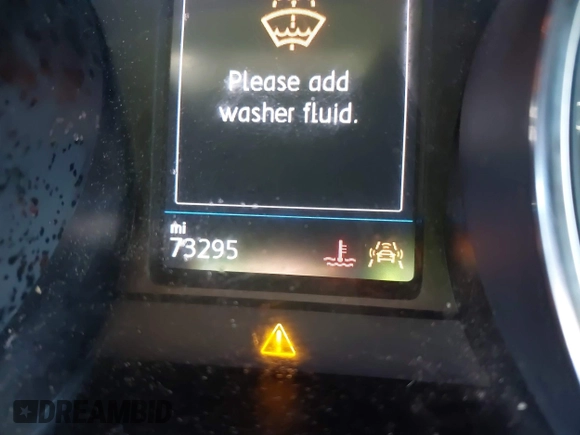 Please add
washer fluid.
mi
73295
DREAMBID